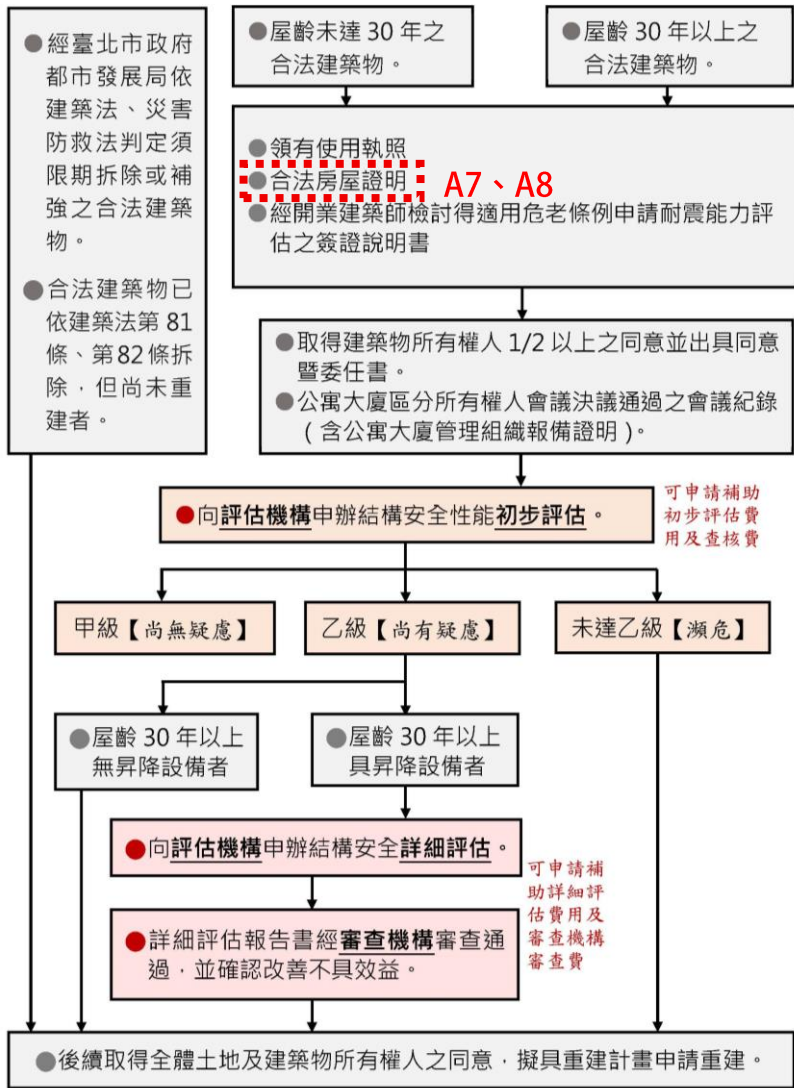 ●經臺北市政府
都市發展局依
建築法、災害
防救法判定須
限期拆除或補
強之合法建築
物。
●合法建築物已
依建築法第 81
條、第 82 條拆
除，但尚未重
建者。
●屋齡未達 30 年之
合法建築物。
●屋齡 30 年以上之
合法建築物。
●領有使用執照
●合法房屋證明 A7、A8
●經開業建築師檢討得適用危老條例申請耐震能力評
估之簽證說明書
●取得建築物所有權人 1/2 以上之同意並出具同意
暨委任書。
●公寓大廈區分所有權人會議決議通過之會議紀錄
(含公寓大廈管理組織報備證明)。
●向評估機構申辦結構安全性能初步評估。
可申請補助
初步評估費
用及查核費
甲級【尚無疑慮】
乙級【尚有疑慮】
未達乙級【瀕危】
●屋齡 30 年以上
無昇降設備者
●屋齡 30 年以上
具昇降設備者
●向評估機構申辦結構安全詳細評估。
●詳細評估報告書經審查機構審查通
過，並確認改善不具效益。
可申請補
助詳細評
估費用及
審查機構
審查費
●後續取得全體土地及建築物所有權人之同意，擬具重建計畫申請重建。